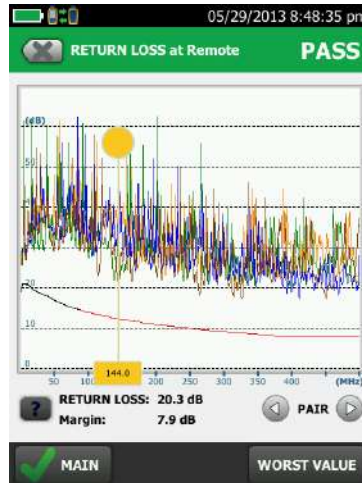 05/29/2013 8:48:35 pm
RETURN LOSS at Remote PASS
(dB)
50
20
10
0
144.0
50 100 150 200 250 300 350 400 (MHz)
? RETURN LOSS: 20.3 dB
Margin: 7.9 dB
PAIR
MAIN WORST VALUE